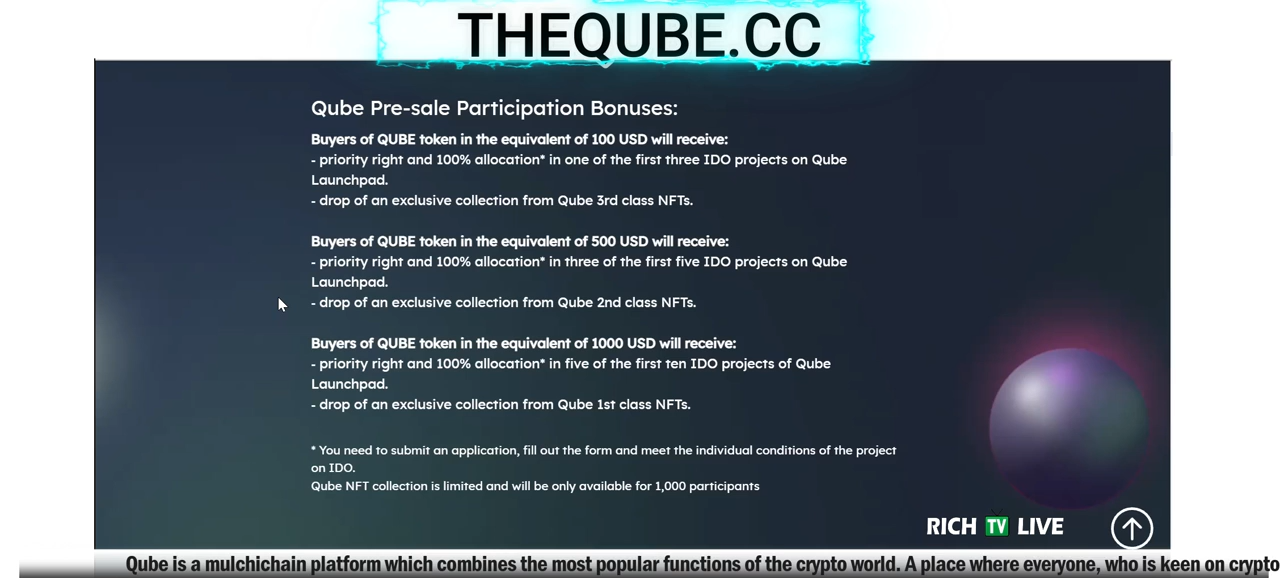 THEQUBE.CC
Qube Pre-sale Participation Bonuses:
Buyers of QUBE token in the equivalent of 100 USD will receive:
- priority right and 100% allocation* in one of the first three IDO projects on Qube
Launchpad.
- drop of an exclusive collection from Qube 3rd class NFTs.
Buyers of QUBE token in the equivalent of 500 USD will receive:
- priority right and 100% allocation* in three of the first five IDO projects on Qube
Launchpad.
- drop of an exclusive collection from Qube 2nd class NFTs.
Buyers of QUBE token in the equivalent of 1000 USD will receive:
- priority right and 100% allocation* in five of the first ten IDO projects of Qube
Launchpad.
- drop of an exclusive collection from Qube 1st class NFTs.
* You need to submit an application, fill out the form and meet the individual conditions of the project
on IDO.
Qube NFT collection is limited and will be only available for 1,000 participants
RICH TV LIVE
Qube is a mulchichain platform which combines the most popular functions of the crypto world. A place where everyone, who is keen on crypto